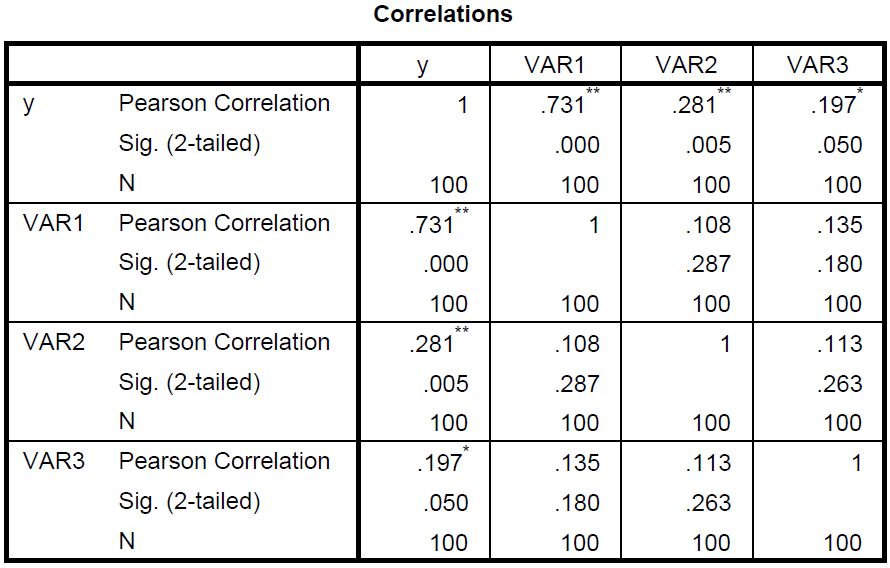 Correlations
y VAR1 VAR2 VAR3
y Pearson Correlation 1 .731** .281** .197*
Sig. (2-tailed) .000 .005 .050
N 100 100 100 100
VAR1 Pearson Correlation .731** 1 .108 .135
Sig. (2-tailed) .000 .287 .180
N 100 100 100 100
VAR2 Pearson Correlation .281** .108 1 .113
Sig. (2-tailed) .005 .287 .263
N 100 100 100 100
VAR3 Pearson Correlation .197* .135 .113 1
Sig. (2-tailed) .050 .180 .263
N 100 100 100 100